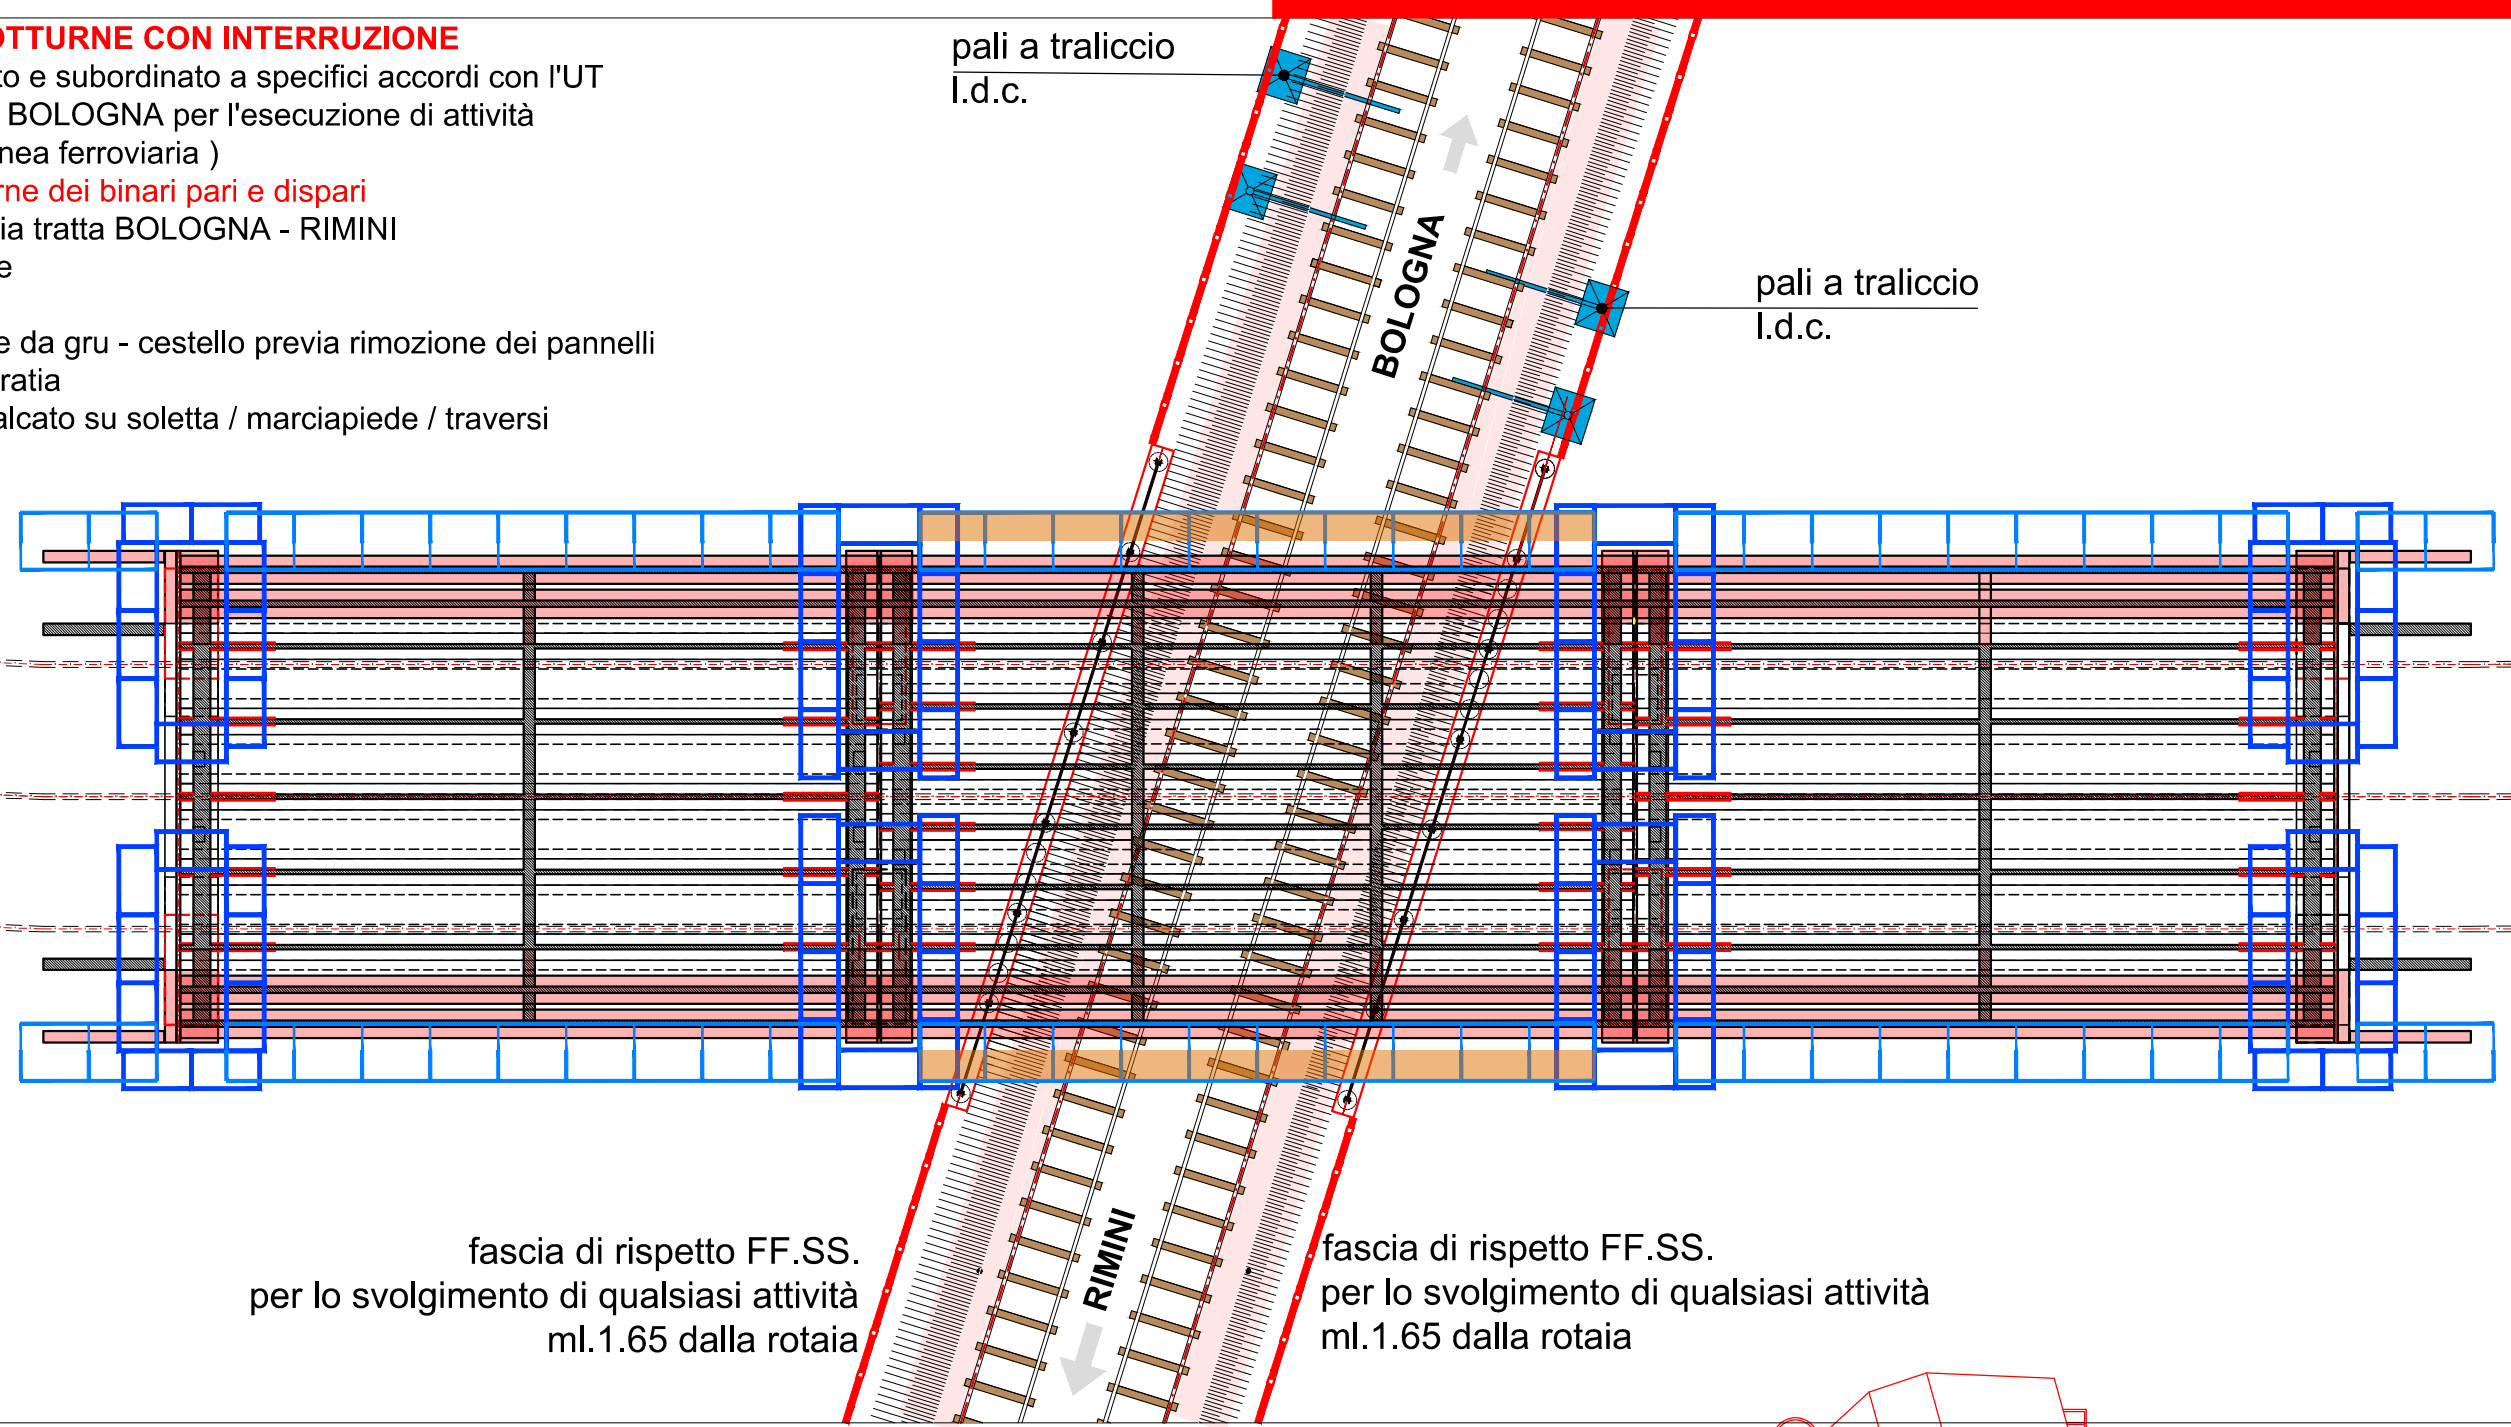 OTTURNE CON INTERRUZIONE
to e subordinato a specifici accordi con l'UT
BOLOGNA per l'esecuzione di attività
nea ferroviaria )
rne dei binari pari e dispari
ia tratta BOLOGNA - RIMINI
e
e da gru - cestello previa rimozione dei pannelli
ratia
alcato su soletta / marciapiede / traversi
pali a traliccio
l.d.c.
pali a traliccio
l.d.c.
BOLOGNA
RIMINI
fascia di rispetto FF.SS.
per lo svolgimento di qualsiasi attività
ml.1.65 dalla rotaia
fascia di rispetto FF.SS.
per lo svolgimento di qualsiasi attività
ml.1.65 dalla rotaia